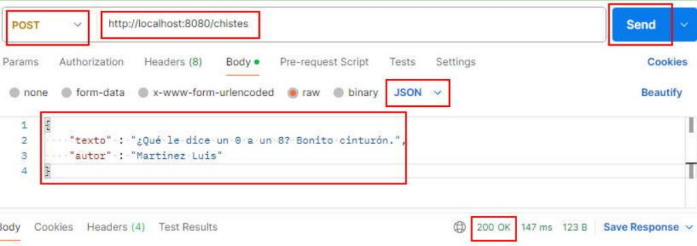 POST http://localhost:8080/chistes Send
Params Authorization Headers (8) Body Pre-request Script Tests Settings Cookies
none form-data x-www-form-urlencoded raw binary JSON Beautify
1 {
2 "texto" : "¿Qué le dice un 0 a un 8? Bonito cinturón.",
3 "autor" : "Martinez Luis"
4 }
Body Cookies Headers (4) Test Results 200 OK 147 ms 123 B Save Response